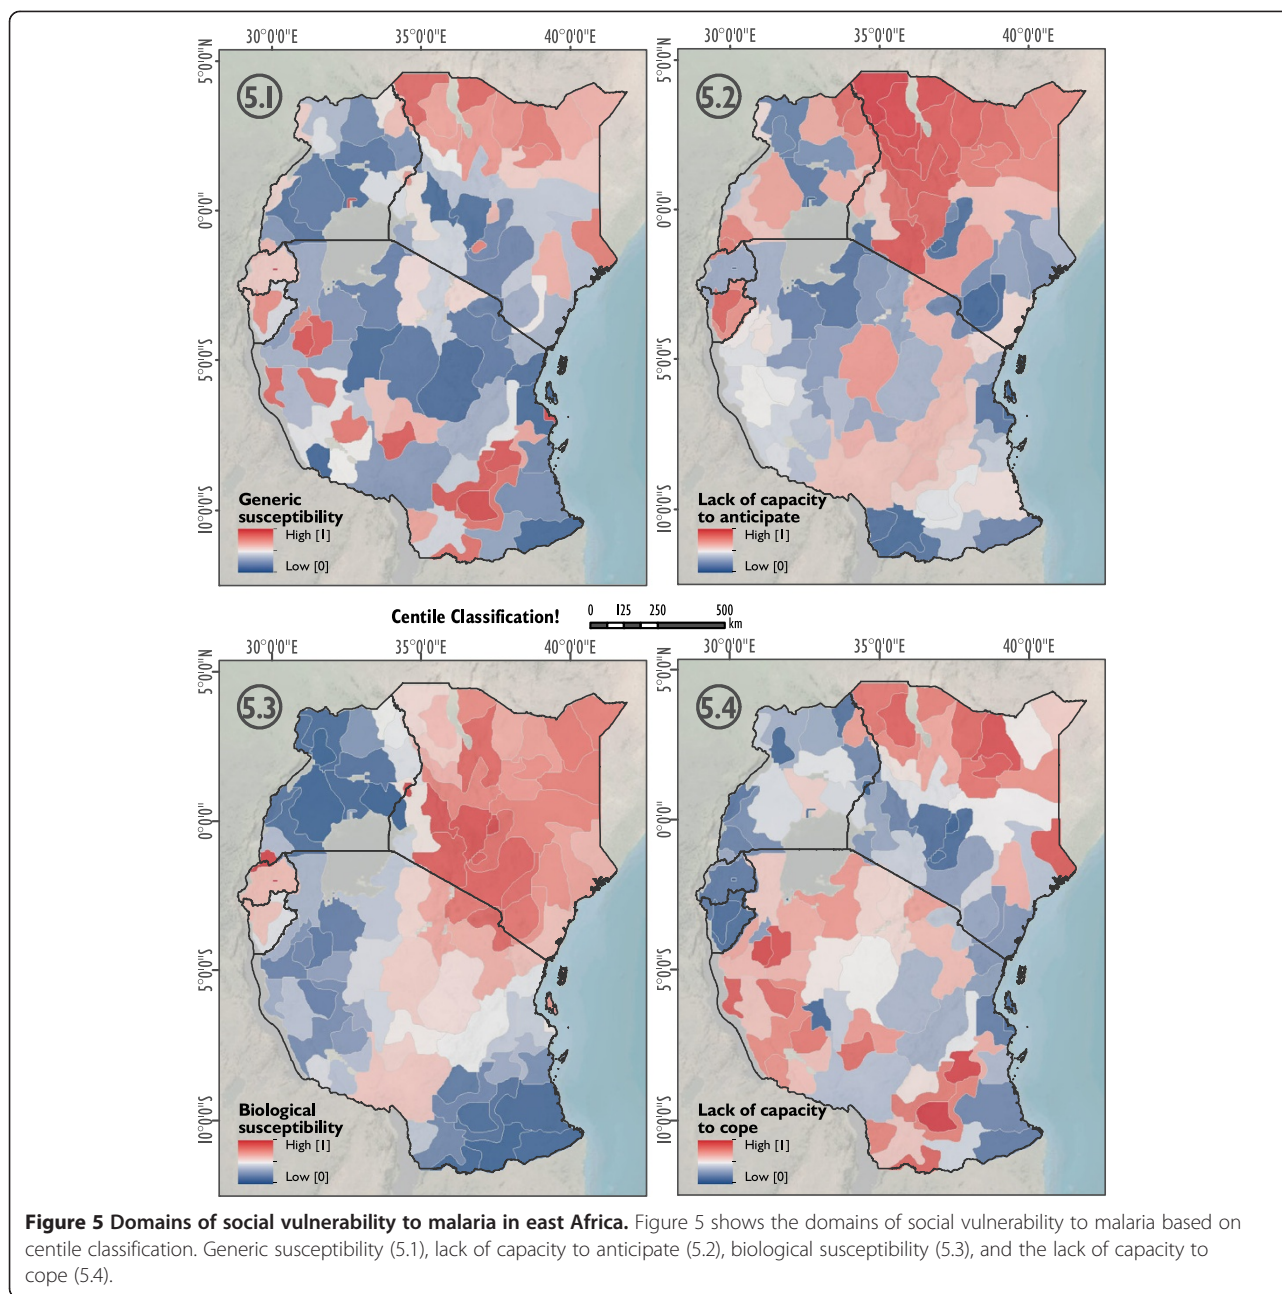 30°0'0"E 35°0'0"E 40°0'0"E 30°0'0"E 35°0'0"E 40°0'0"E
5°0'0"N 0°0'0" 5°0'0"S 10°0'0"S
5.1
Generic
susceptibility
High [1]
Low [0]
5°0'0"N 0°0'0" 5°0'0"S 10°0'0"S
5.2
Lack of capacity
to anticipate
High [1]
Low [0]
Centile Classification! 0 125 250 500
km
30°0'0"E 35°0'0"E 40°0'0"E 30°0'0"E 35°0'0"E 40°0'0"E
5°0'0"N 0°0'0" 5°0'0"S 10°0'0"S
5.3
Biological
susceptibility
High [1]
Low [0]
5°0'0"N 0°0'0" 5°0'0"S 10°0'0"S
5.4
Lack of capacity
to cope
High [1]
Low [0]
Figure 5 Domains of social vulnerability to malaria in east Africa. Figure 5 shows the domains of social vulnerability to malaria based on
centile classification. Generic susceptibility (5.1), lack of capacity to anticipate (5.2), biological susceptibility (5.3), and the lack of capacity to
cope (5.4).